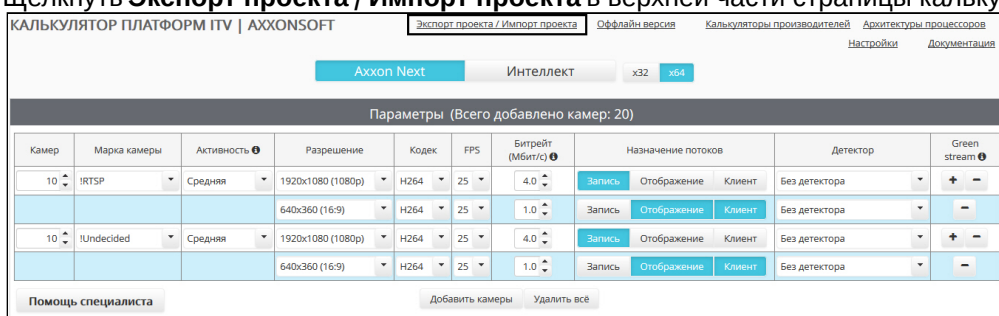 щелкнуть Экспорт проекта / Импорт проекта в верхней части страницы кальку
КАЛЬКУЛЯТОР ПЛАТФОРМ ITV | AXXONSOFT Экспорт проекта / Импорт проекта Оффлайн версия Калькуляторы производителей Архитектуры процессоров
Настройки Документация
Axxon Next Интеллект x32 x64
Параметры (Всего добавлено камер: 20)
Камер Марка камеры Активность Разрешение Кодек FPS Битрейт (Мбит/с) Назначение потоков Детектор Green stream
10 !RTSP Средняя 1920x1080 (1080p) H264 25 4.0 Запись Отображение Клиент Без детектора + −
640x360 (16:9) H264 25 1.0 Запись Отображение Клиент Без детектора −
10 !Undecided Средняя 1920x1080 (1080p) H264 25 4.0 Запись Отображение Клиент Без детектора + −
640x360 (16:9) H264 25 1.0 Запись Отображение Клиент Без детектора −
Помощь специалиста Добавить камеры Удалить всё